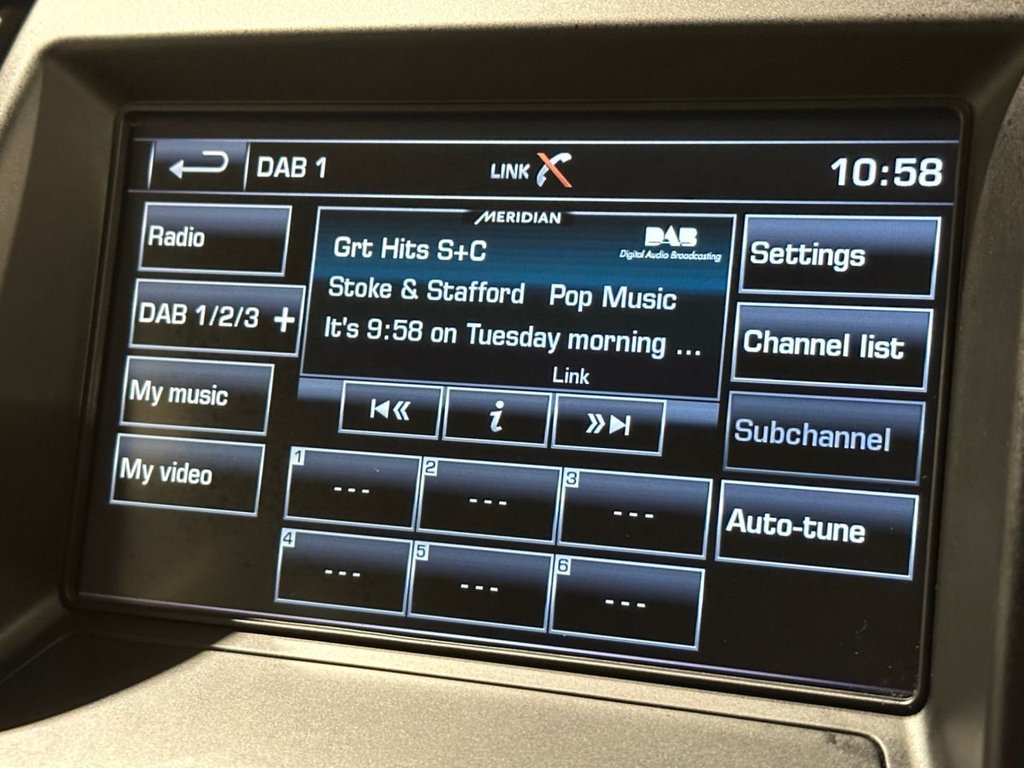 DAB 1
LINK
10:58
MERIDIAN
Radio
DAB 1/2/3 +
My music
My video
Grt Hits S+C
DAB
Digital Audio Broadcasting
Stoke & Stafford Pop Music
It's 9:58 on Tuesday morning ...
Link
i
1 ---
2 ---
3 ---
4 ---
5 ---
6 ---
Settings
Channel list
Subchannel
Auto-tune